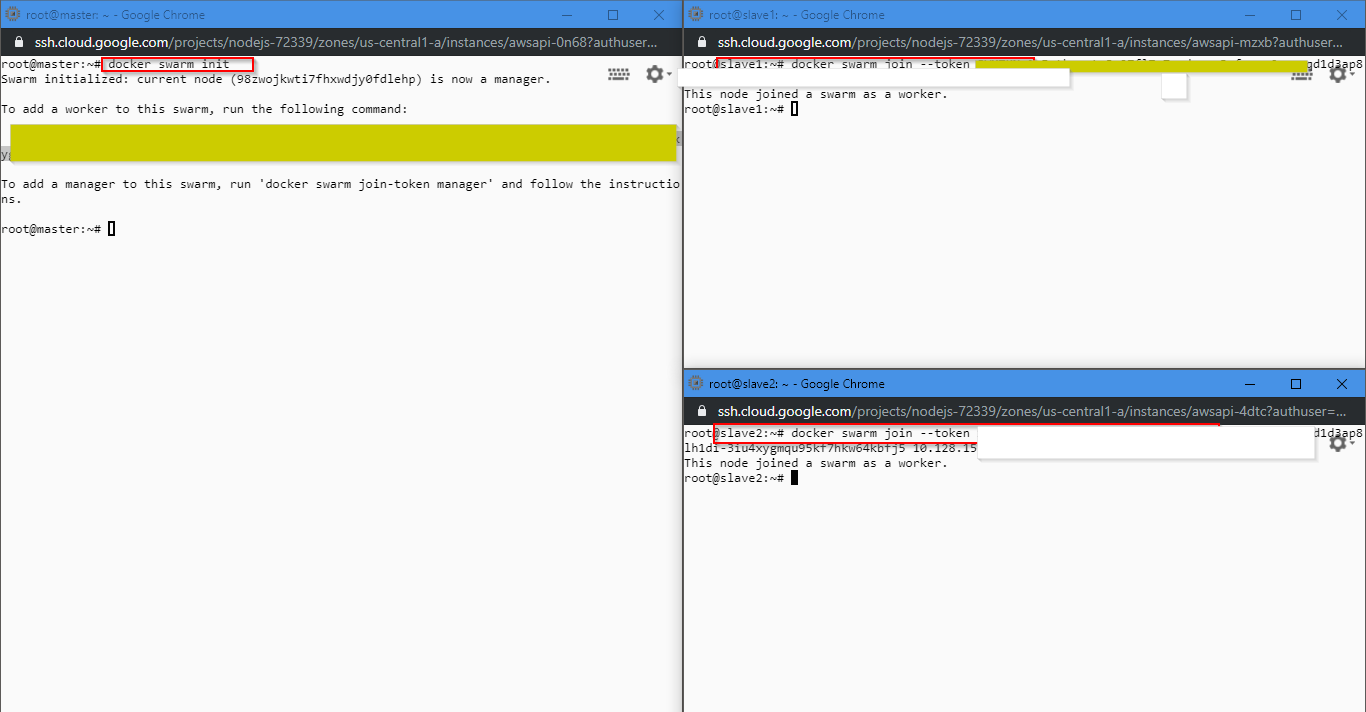 root@master: ~ - Google Chrome
ssh.cloud.google.com/projects/nodejs-72339/zones/us-central1-a/instances/awsapi-0n68?authuser...
root@master:~# docker swarm init
Swarm initialized: current node (98zwojkwti7fhxwdjy0fdlehp) is now a manager.
To add a worker to this swarm, run the following command:
To add a manager to this swarm, run 'docker swarm join-token manager' and follow the instructio
ns.
root@master:~#
root@slave1: ~ - Google Chrome
ssh.cloud.google.com/projects/nodejs-72339/zones/us-central1-a/instances/awsapi-mzxb?authuser...
root@slave1:~# docker swarm join --token gd1d3ap8
This node joined a swarm as a worker.
root@slave1:~#
root@slave2: ~ - Google Chrome
ssh.cloud.google.com/projects/nodejs-72339/zones/us-central1-a/instances/awsapi-4dtc?authuser=...
root@slave2:~# docker swarm join --token d1d3ap8
lh1di-3iu4xygmqu95kf7hkw64kbfj5 10.128.15
This node joined a swarm as a worker.
root@slave2:~#